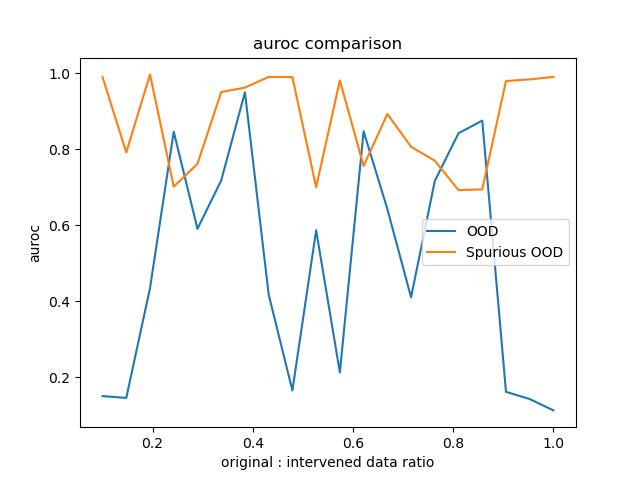 auroc comparison
1.0
0.8
0.6
0.4
0.2
auroc
OOD
Spurious OOD
0.2 0.4 0.6 0.8 1.0
original : intervened data ratio